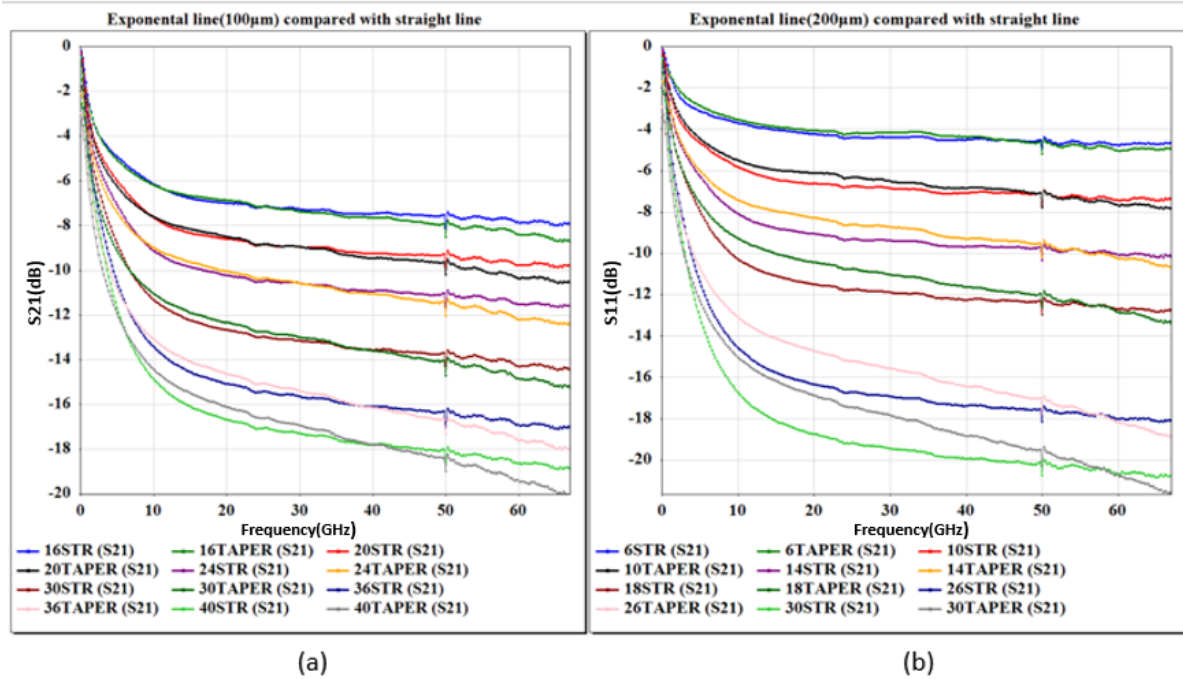 Exponental line(100µm) compared with straight line
0
-2
-4
-6
-8
-10
-12
-14
-16
-18
-20
S21(dB)
0 10 20 30 40 50 60
Frequency(GHz)
16STR (S21) 16TAPER (S21) 20STR (S21)
20TAPER (S21) 24STR (S21) 24TAPER (S21)
30STR (S21) 30TAPER (S21) 36STR (S21)
36TAPER (S21) 40STR (S21) 40TAPER (S21)
(a)
Exponental line(200µm) compared with straight line
0
-2
-4
-6
-8
-10
-12
-14
-16
-18
-20
S11(dB)
0 10 20 30 40 50 60
Frequency(GHz)
6STR (S21) 6TAPER (S21) 10STR (S21)
10TAPER (S21) 14STR (S21) 14TAPER (S21)
18STR (S21) 18TAPER (S21) 26STR (S21)
26TAPER (S21) 30STR (S21) 30TAPER (S21)
(b)